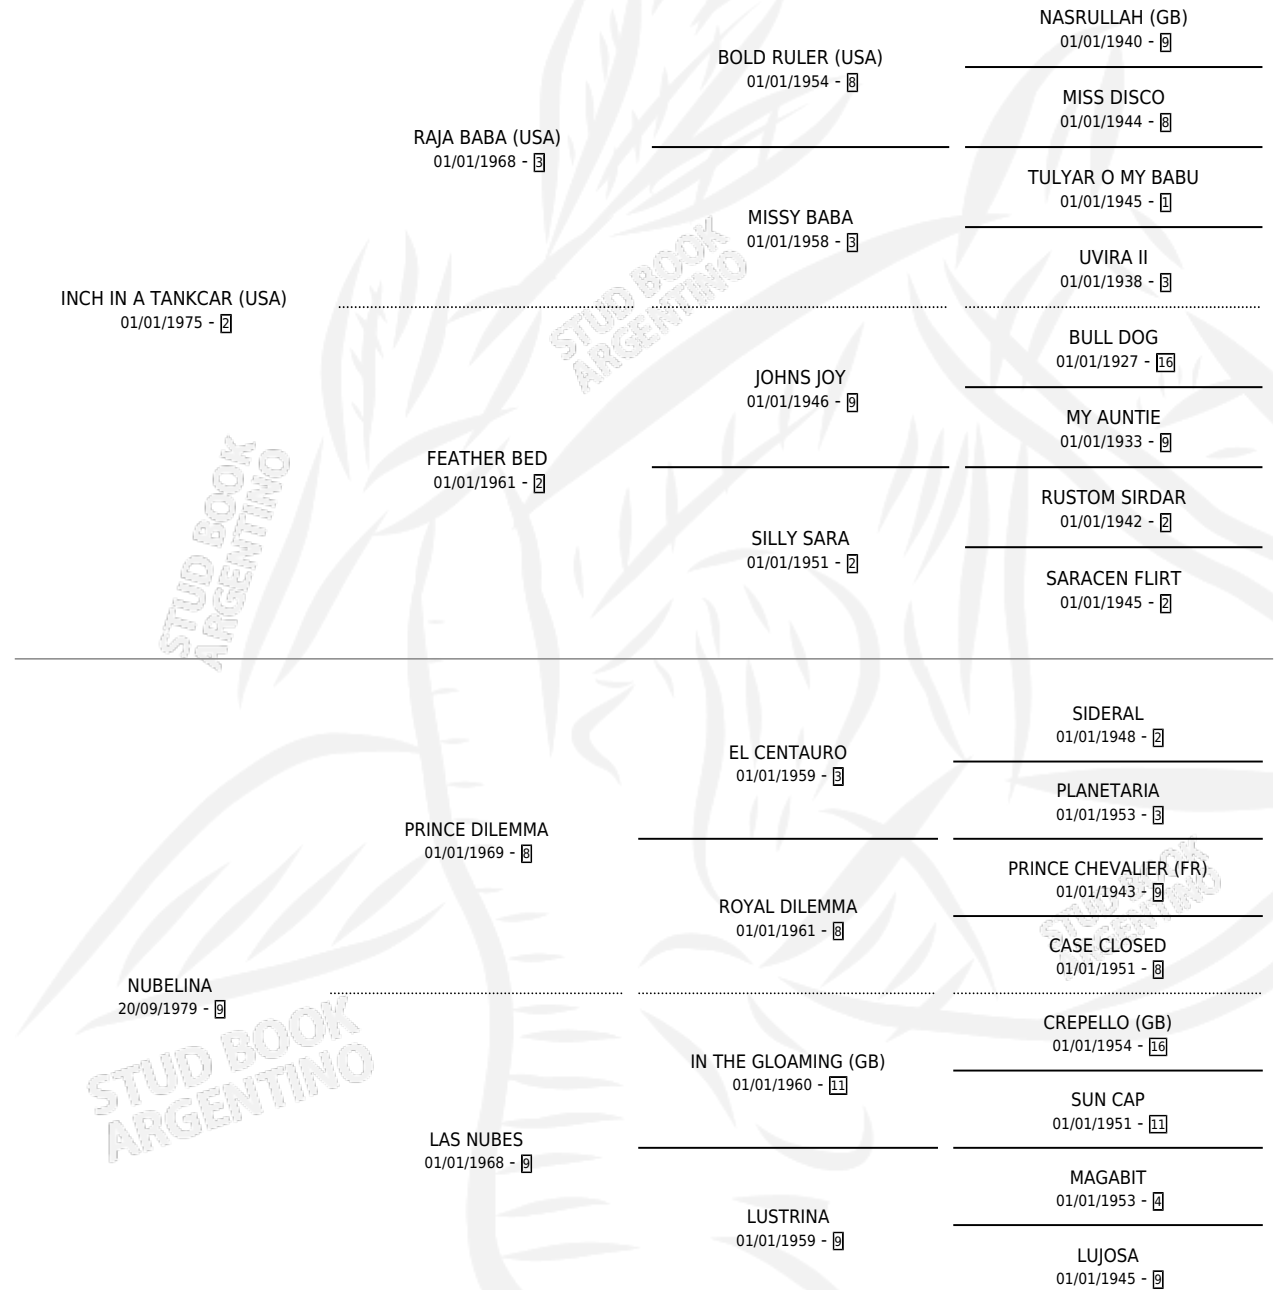 NASRULLAH (GB)
01/01/1940 - 9
BOLD RULER (USA)
01/01/1954 - 8
MISS DISCO
01/01/1944 - 8
RAJA BABA (USA)
01/01/1968 - 3
TULYAR O MY BABU
01/01/1945 - 1
MISSY BABA
01/01/1958 - 3
UVIRA II
01/01/1938 - 3
INCH IN A TANKCAR (USA)
01/01/1975 - 2
BULL DOG
01/01/1927 - 16
JOHNS JOY
01/01/1946 - 9
MY AUNTIE
01/01/1933 - 9
FEATHER BED
01/01/1961 - 2
RUSTOM SIRDAR
01/01/1942 - 2
SILLY SARA
01/01/1951 - 2
SARACEN FLIRT
01/01/1945 - 2
SIDERAL
01/01/1948 - 2
EL CENTAURO
01/01/1959 - 3
PLANETARIA
01/01/1953 - 3
PRINCE DILEMMA
01/01/1969 - 8
PRINCE CHEVALIER (FR)
01/01/1943 - 9
ROYAL DILEMMA
01/01/1961 - 8
CASE CLOSED
01/01/1951 - 8
NUBELINA
20/09/1979 - 9
CREPELLO (GB)
01/01/1954 - 16
IN THE GLOAMING (GB)
01/01/1960 - 11
SUN CAP
01/01/1951 - 11
LAS NUBES
01/01/1968 - 9
MAGABIT
01/01/1953 - 4
LUSTRINA
01/01/1959 - 9
LUJOSA
01/01/1945 - 9
STUD BOOK
ARGENTINO
STUD BOOK
ARGENTINO
STUD BOOK
ARGENTINO
STUD BOOK
ARGENTINO